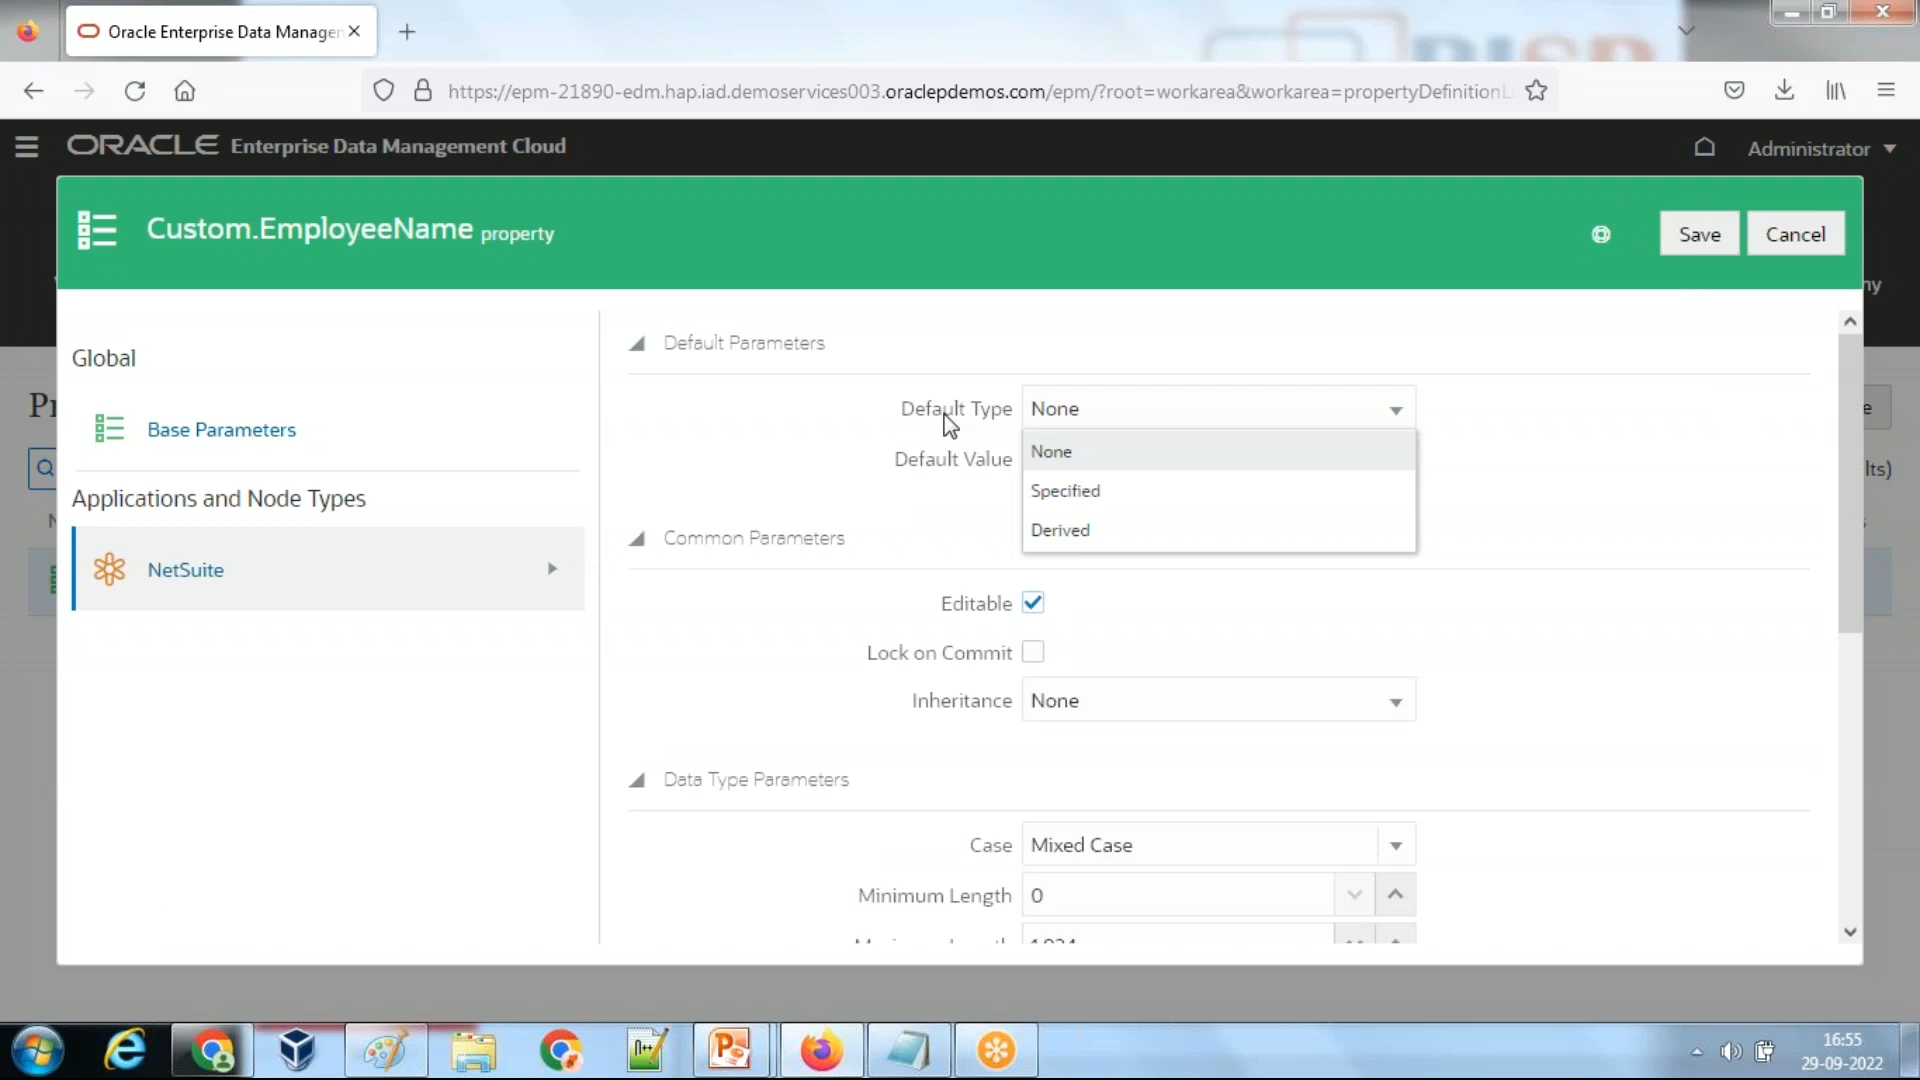 Oracle Enterprise Data Manager
https://epm-21890-edm.hap.iad.demoservices003.oraclepdemos.com/epm/?root=workarea&workarea=propertyDefinitionL
ORACLE Enterprise Data Management Cloud
Administrator
Custom.EmployeeName property
Save
Cancel
Global
Base Parameters
Applications and Node Types
NetSuite
Default Parameters
Default Type None
None
Default Value
Specified
Derived
Common Parameters
Editable
Lock on Commit
Inheritance None
Data Type Parameters
Case Mixed Case
Minimum Length 0
16:55
29-09-2022